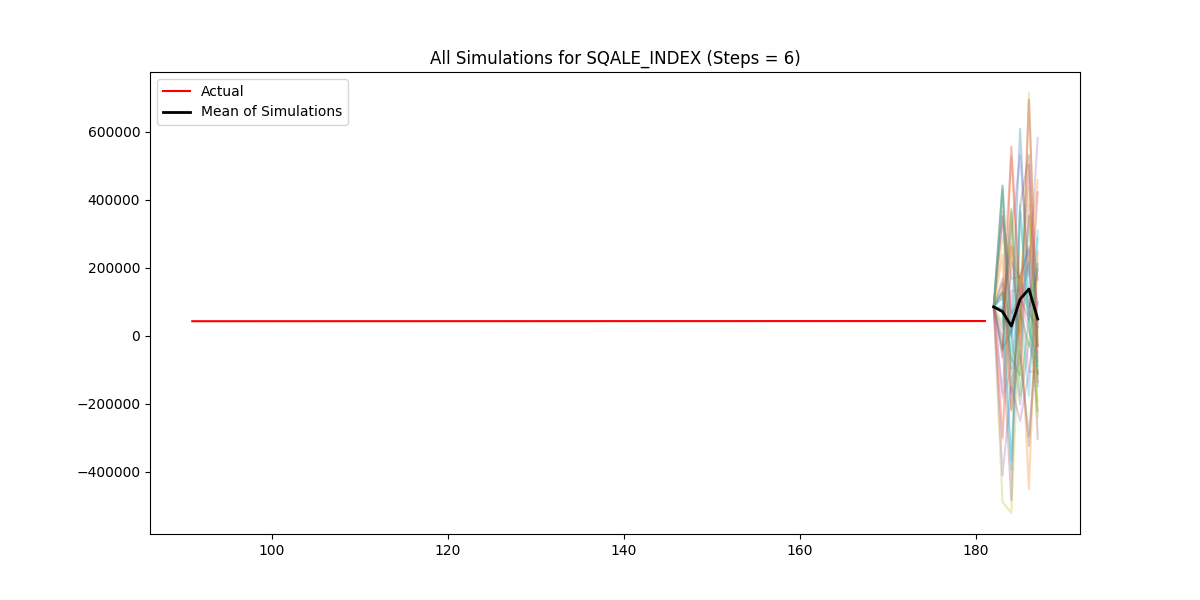 All Simulations for SQALE_INDEX (Steps = 6)
Actual
Mean of Simulations
600000
400000
200000
0
−200000
−400000
100 120 140 160 180